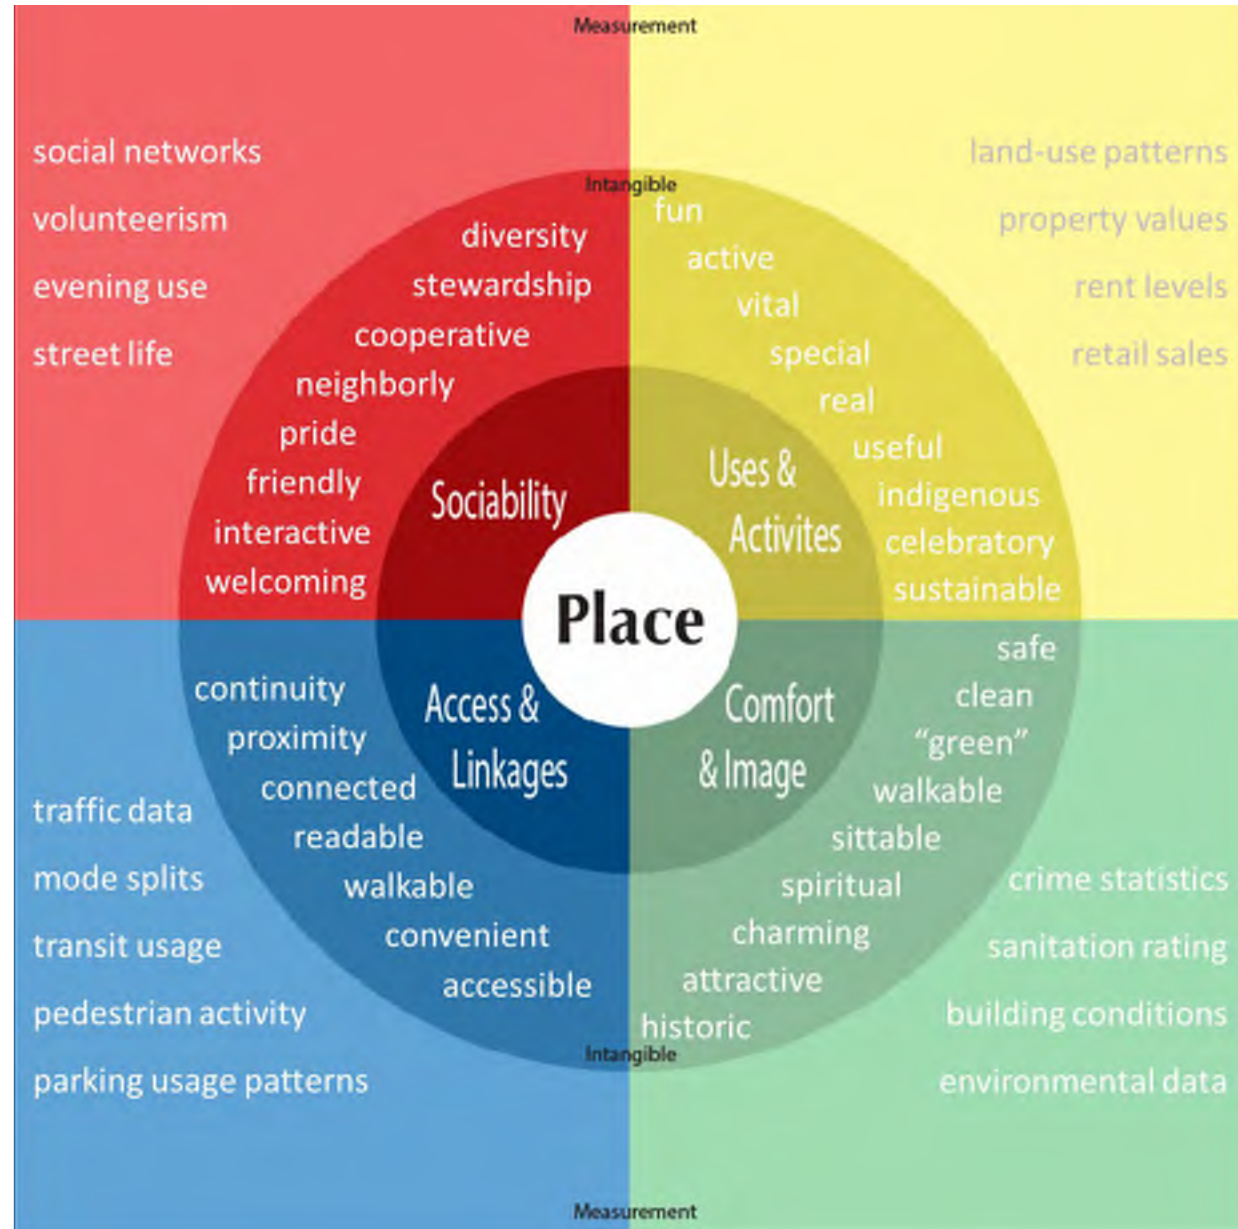 Measurement
social networks
volunteerism
evening use
street life
land-use patterns
property values
rent levels
retail sales
Intangible
diversity
stewardship
cooperative
neighborly
pride
friendly
interactive
welcoming
fun
active
vital
special
real
useful
indigenous
celebratory
sustainable
Sociability
Uses &
Activites
Place
Access &
Linkages
Comfort
& Image
continuity
proximity
connected
readable
walkable
convenient
accessible
safe
clean
“green”
walkable
sittable
spiritual
charming
attractive
historic
Intangible
traffic data
mode splits
transit usage
pedestrian activity
parking usage patterns
crime statistics
sanitation rating
building conditions
environmental data
Measurement